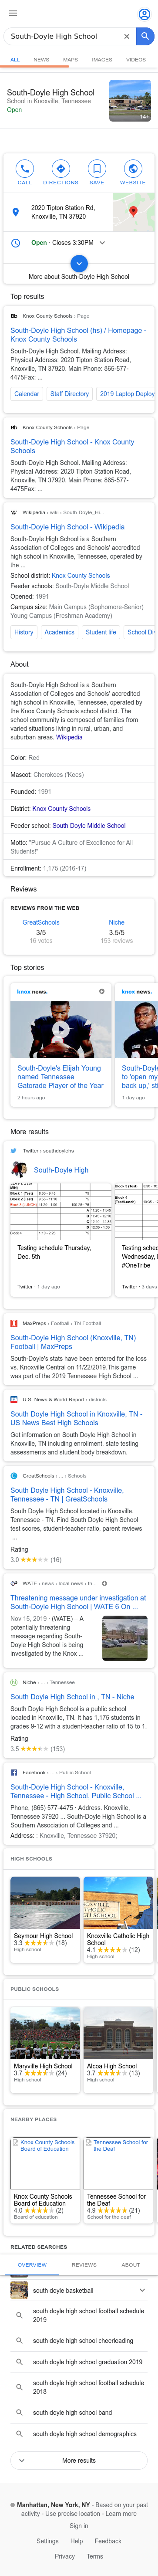 South-Doyle High School
ALL NEWS MAPS IMAGES VIDEOS
South-Doyle High School
School in Knoxville, Tennessee
Open
14+
CALL DIRECTIONS SAVE WEBSITE
2020 Tipton Station Rd,
Knoxville, TN 37920
Open · Closes 3:30PM
More about South-Doyle High School
Top results
Knox County Schools › Page
South-Doyle High School (hs) / Homepage -
Knox County Schools
South-Doyle High School. Mailing Address:
Physical Address: 2020 Tipton Station Road,
Knoxville, TN 37920. Main Phone: 865-577-
4475Fax: ...
Calendar Staff Directory 2019 Laptop Deploy
Knox County Schools › Page
South-Doyle High School - Knox County
Schools
South-Doyle High School. Mailing Address:
Physical Address: 2020 Tipton Station Road,
Knoxville, TN 37920. Main Phone: 865-577-
4475Fax: ...
Wikipedia › wiki › South-Doyle_Hi...
South-Doyle High School - Wikipedia
South-Doyle High School is a Southern
Association of Colleges and Schools' accredited
high school in Knoxville, Tennessee, operated by
the ...
School district: Knox County Schools
Feeder schools: South-Doyle Middle School
Opened: 1991
Campus size: Main Campus (Sophomore-Senior)
Young Campus (Freshman Academy)
History Academics Student life School Dr
About
South-Doyle High School is a Southern
Association of Colleges and Schools' accredited
high school in Knoxville, Tennessee, operated by
the Knox County school district. The school
serves the second most number of families from
varied situations living in rural, urban, and
suburban areas. Wikipedia
Color: Red
Mascot: Cherokees ('Kees)
Founded: 1991
District: Knox County Schools
Feeder school: South Doyle Middle School
Motto: "Pursue A Culture of Excellence for All
Students!"
Enrollment: 1,175 (2016-17)
Reviews
REVIEWS FROM THE WEB
GreatSchools Niche
3/5 3.5/5
16 votes 153 reviews
Top stories
knox news. knox news.
South-Doyle's Elijah Young
named Tennessee
Gatorade Player of the Year
2 hours ago
South-Doyle
to 'open my
back up,' sti
1 day ago
More results
Twitter › southdoylehs
South-Doyle High
Testing schedule Thursday,
Dec. 5th
Twitter · 1 day ago
Testing sched
Wednesday, D
#OneTribe
Twitter · 3 days
MaxPreps › Football › TN Football
South-Doyle High School (Knoxville, TN)
Football | MaxPreps
South-Doyle's stats have been entered for the loss
vs. Knoxville Central on 11/22/2019 This game
was part of the 2019 Tennessee High School ...
U.S. News & World Report › districts
South Doyle High School in Knoxville, TN -
US News Best High Schools
Get information on South Doyle High School in
Knoxville, TN including enrollment, state testing
assessments and student body breakdown.
GreatSchools › ... › Schools
South Doyle High School - Knoxville,
Tennessee - TN | GreatSchools
South Doyle High School located in Knoxville,
Tennessee - TN. Find South Doyle High School
test scores, student-teacher ratio, parent reviews
...
Rating
3.0 (16)
WATE › news › local-news › th...
Threatening message under investigation at
South-Doyle High School | WATE 6 On ...
Nov 15, 2019 · (WATE) – A
potentially threatening
message regarding South-
Doyle High School is being
investigated by the Knox ...
Niche › ... › Tennessee
South Doyle High School in , TN - Niche
South Doyle High School is a public school
located in Knoxville, TN. It has 1,175 students in
grades 9-12 with a student-teacher ratio of 15 to 1.
Rating
3.5 (153)
Facebook › ... › Public School
South-Doyle High School - Knoxville,
Tennessee - High School, Public School ...
Phone, (865) 577-4475 · Address. Knoxville,
Tennessee 37920 ... South-Doyle High School is a
Southern Association of Colleges and ...
Address: : Knoxville, Tennessee 37920;
HIGH SCHOOLS
Seymour High School
3.3 (18)
High school
Knoxville Catholic High
School
4.1 (12)
High school
PUBLIC SCHOOLS
Maryville High School
3.7 (24)
High school
Alcoa High School
3.7 (13)
High school
NEARBY PLACES
Knox County Schools
Board of Education
Tennessee School for
the Deaf
Knox County Schools
Board of Education
4.0 (2)
Board of education
Tennessee School for
the Deaf
4.9 (21)
School for the deaf
RELATED SEARCHES
OVERVIEW REVIEWS ABOUT
south doyle basketball
south doyle high school football schedule
2019
south doyle high school cheerleading
south doyle high school graduation 2019
south doyle high school football schedule
2018
south doyle high school band
south doyle high school demographics
More results
Manhattan, New York, NY - Based on your past
activity - Use precise location - Learn more
Sign in
Settings Help Feedback
Privacy Terms